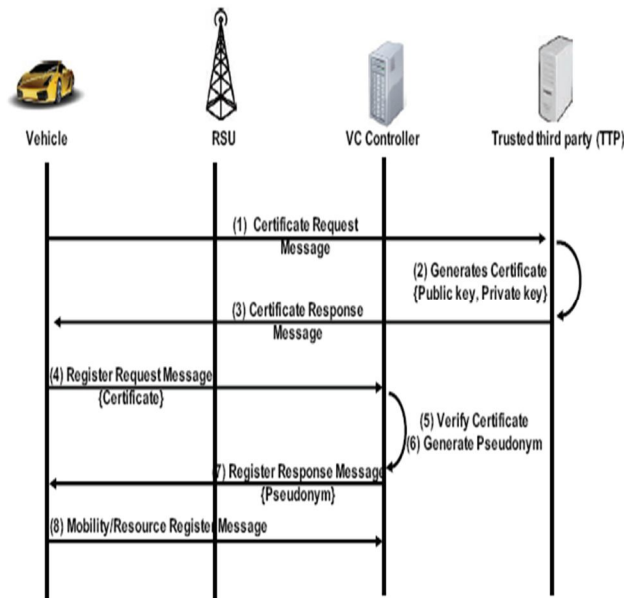 Vehicle
RSU
VC Controller
Trusted third party (TTP)
(1) Certificate Request
Message
(2) Generates Certificate
{Public key, Private key}
(3) Certificate Response
Message
(4) Register Request Message
{Certificate}
(5) Verify Certificate
(6) Generate Pseudonym
(7) Register Response Message
{Pseudonym}
(8) Mobility/Resource Register Message